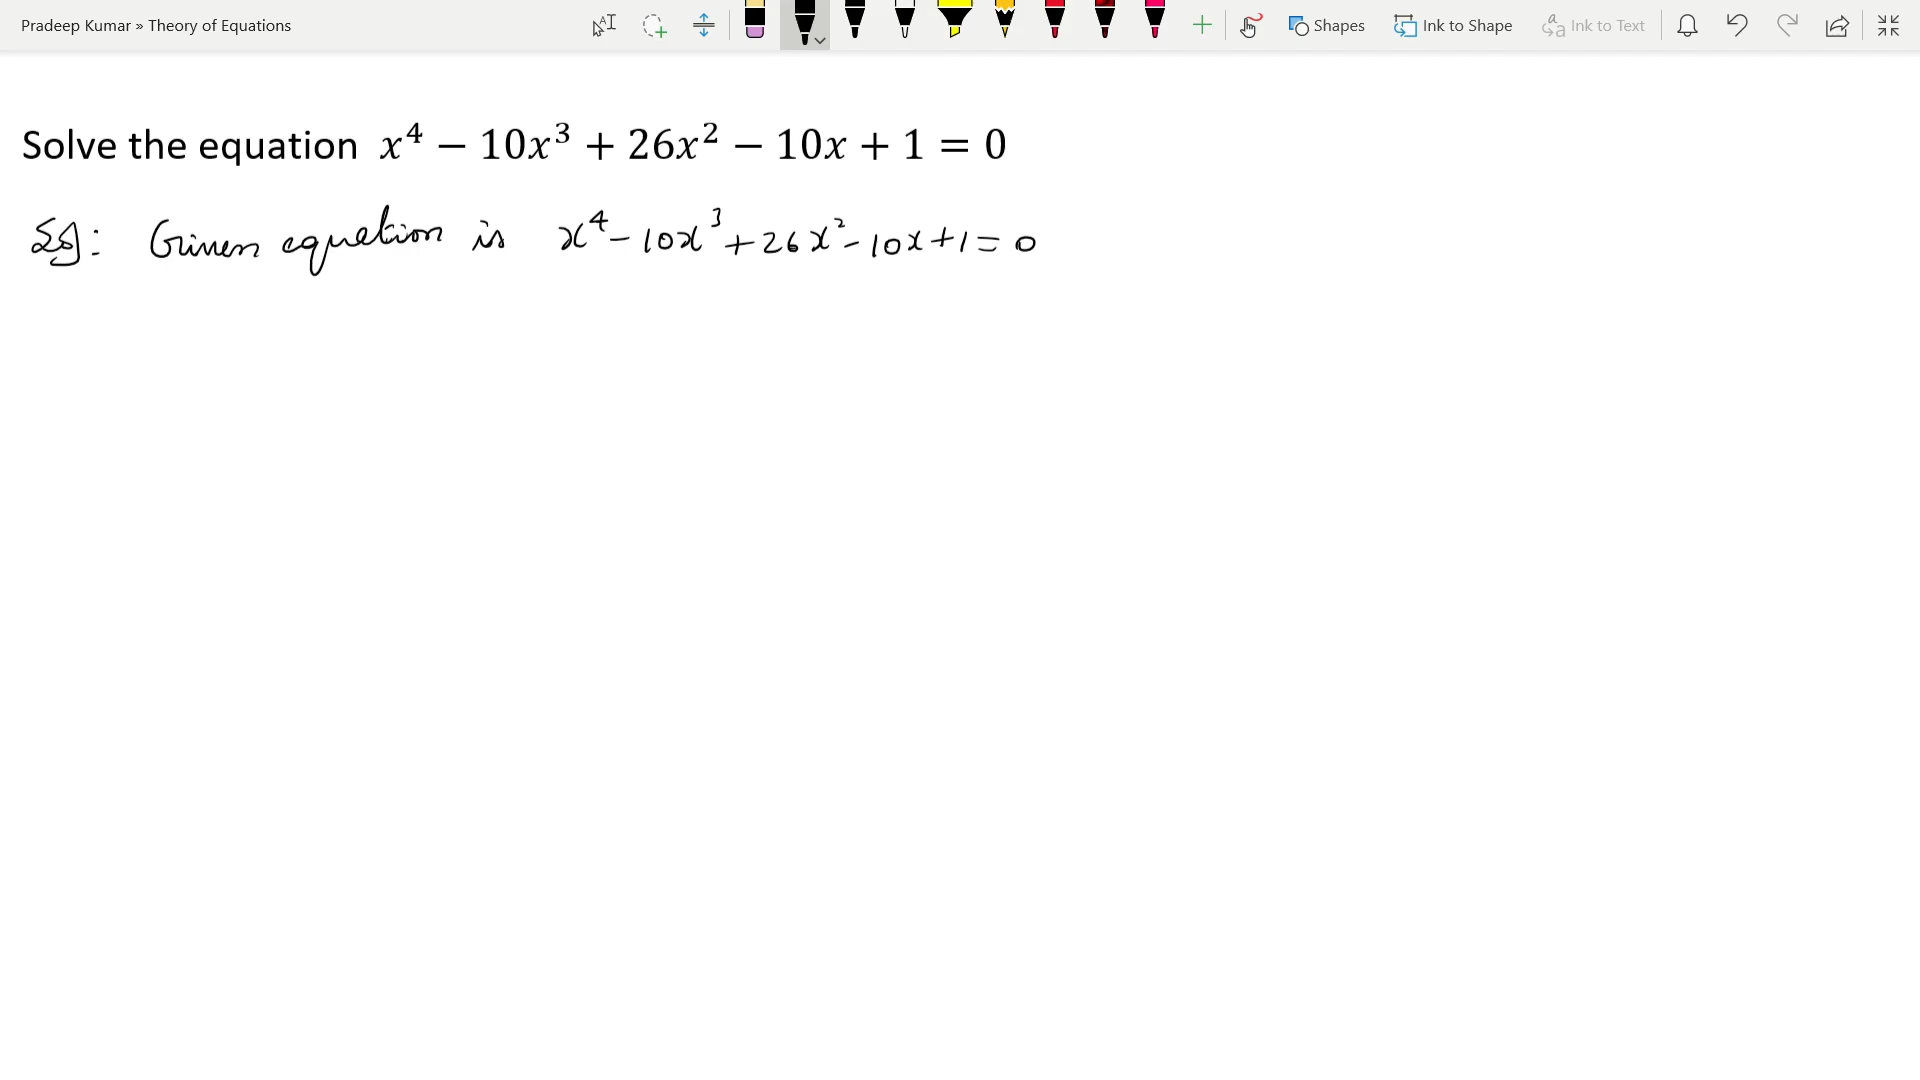 Pradeep Kumar » Theory of Equations
Shapes
Ink to Shape
Ink to Text
Solve the equation x⁴ − 10x³ + 26x² − 10x + 1 = 0
Sol: Given equation is x⁴ − 10x³ + 26x² − 10x + 1 = 0